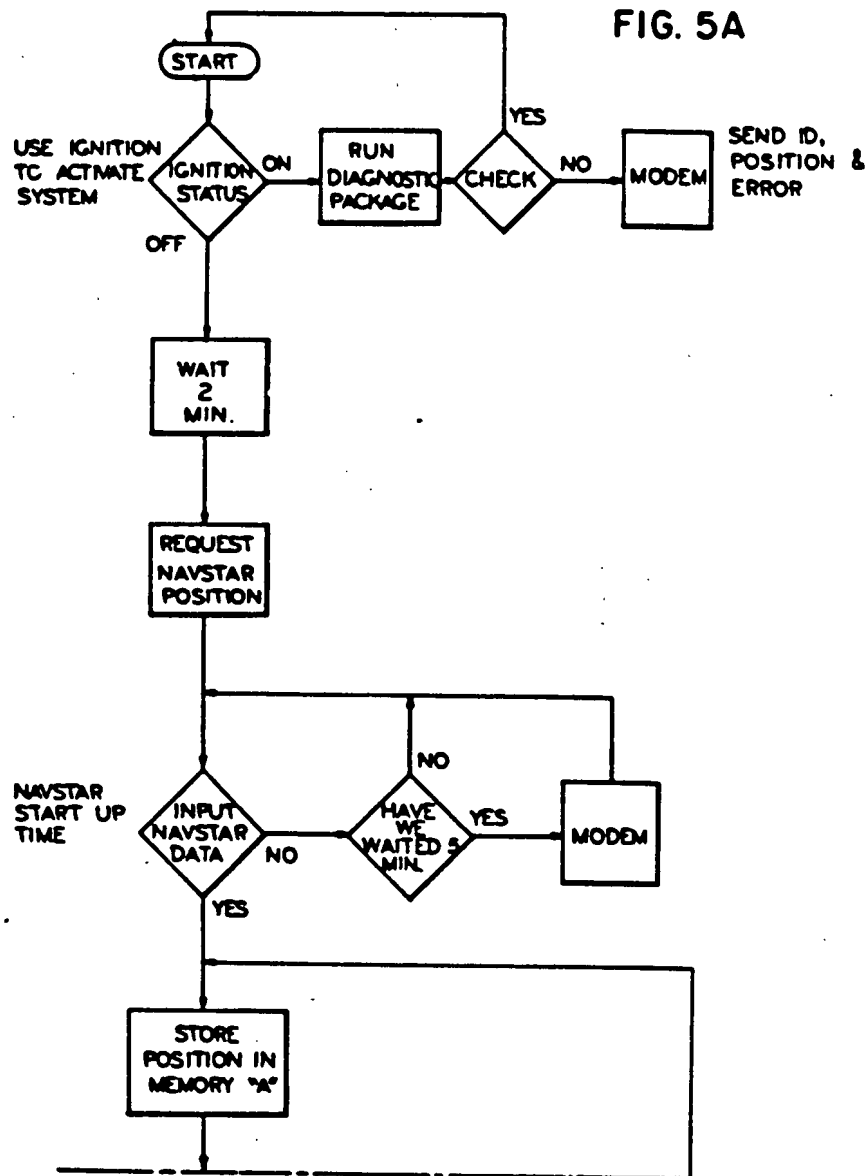 FIG. 5A
START
USE IGNITION
TC ACTIVATE
SYSTEM
IGNITION
STATUS
ON
OFF
RUN
DIAGNOSTIC
PACKAGE
CHECK
YES
NO
MODEM
SEND ID,
POSITION &
ERROR
WAIT
2
MIN.
REQUEST
NAVSTAR
POSITION
NAVSTAR
START UP
TIME
INPUT
NAVSTAR
DATA
NO
YES
HAVE
WE
WAITED 5
MIN.
NO
YES
MODEM
STORE
POSITION IN
MEMORY "A"